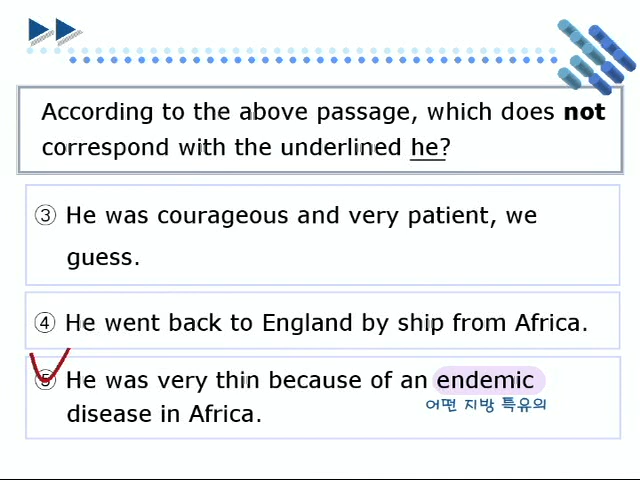 According to the above passage, which does not
correspond with the underlined he?
③ He was courageous and very patient, we
guess.
④ He went back to England by ship from Africa.
⑤ He was very thin because of an endemic
disease in Africa.
어떤 지방 특유의